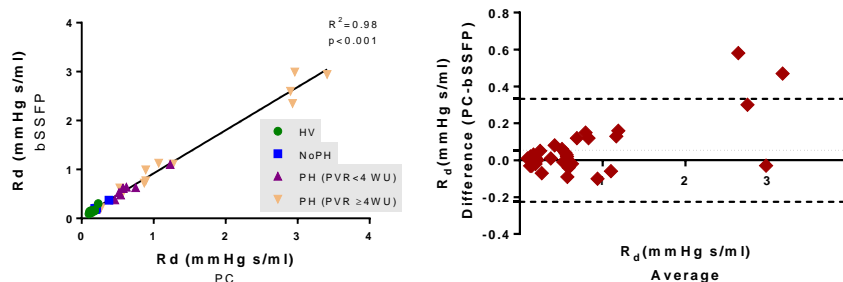 R²=0.98
p<0.001
4
3
2
1
0
Rd (mmHg s/ml)
bSSFP
HV
NoPH
PH (PVR<4 WU)
PH (PVR ≥4WU)
0 1 2 3 4
Rd (mmHg s/ml)
PC
0.8
0.6
0.4
0.2
0.0
-0.2
-0.4
Rd(mmHg s/ml)
Difference (PC-bSSFP)
1 2 3
Rd(mmHg s/ml)
Average